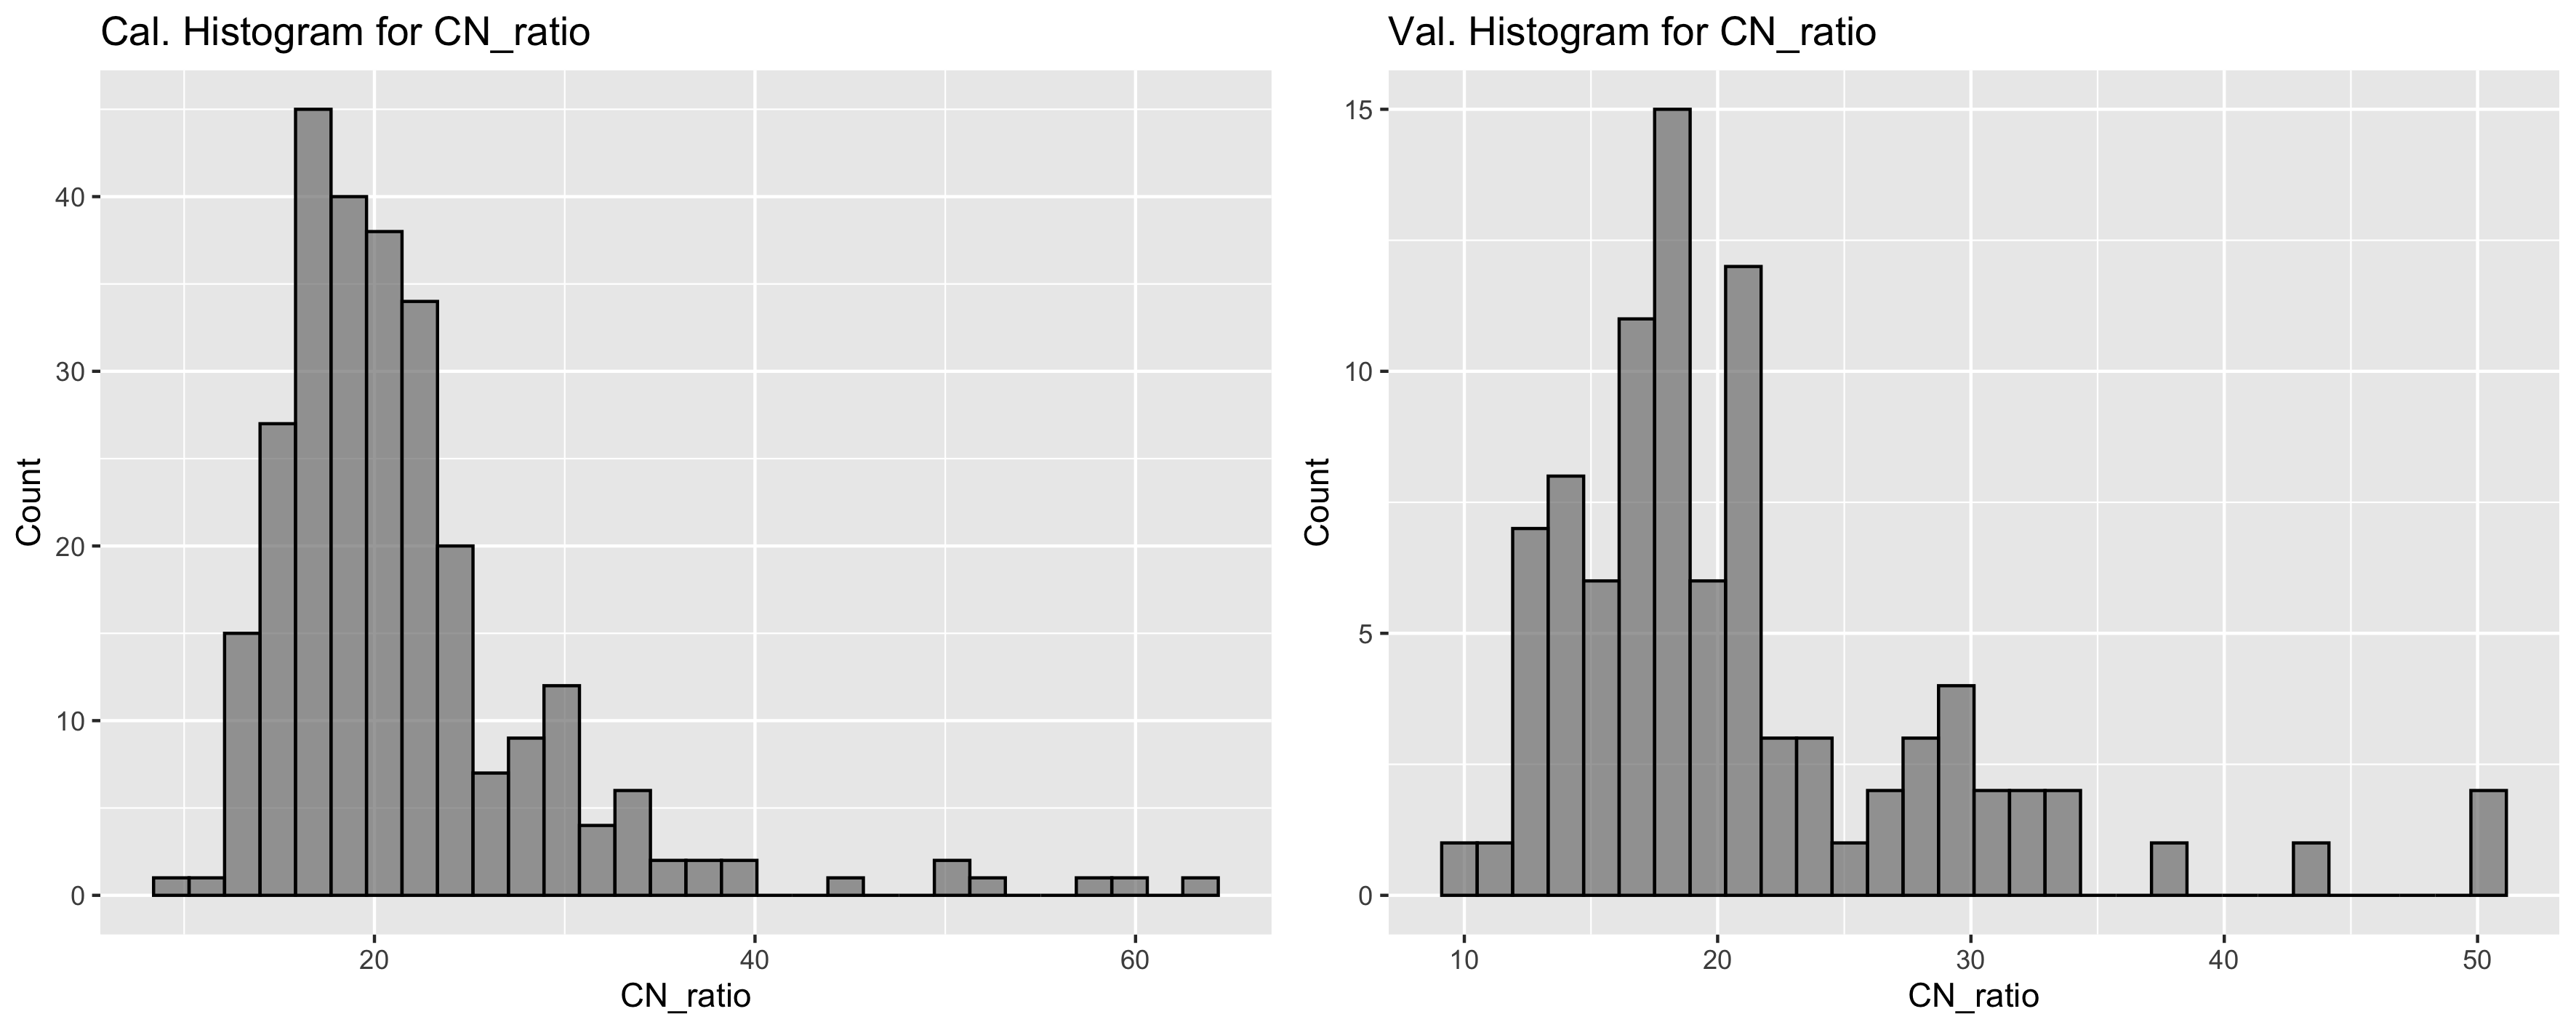 Cal. Histogram for CN_ratio
Count
40
30
20
10
0
20 40 60
CN_ratio
Val. Histogram for CN_ratio
Count
15
10
5
0
10 20 30 40 50
CN_ratio